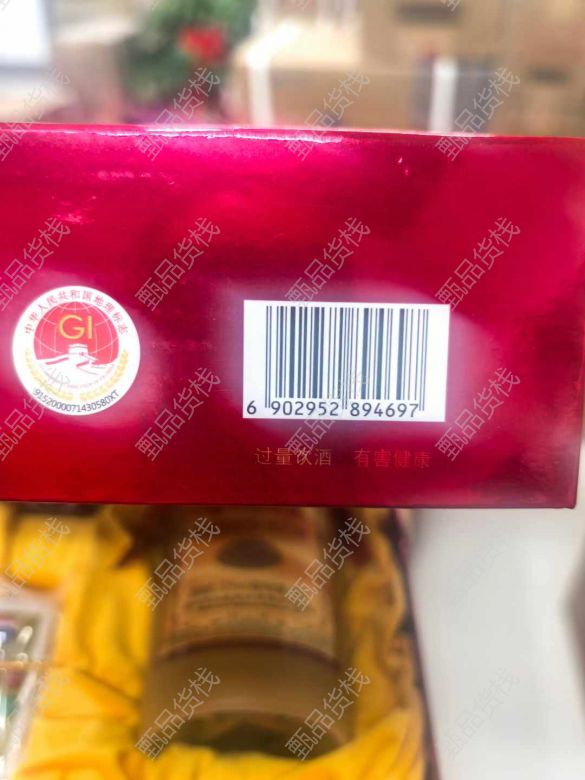 中华人民共和国地理标志
GI
9152000071430580XT
6 902952 894697
过量饮酒 有害健康
甄品货栈